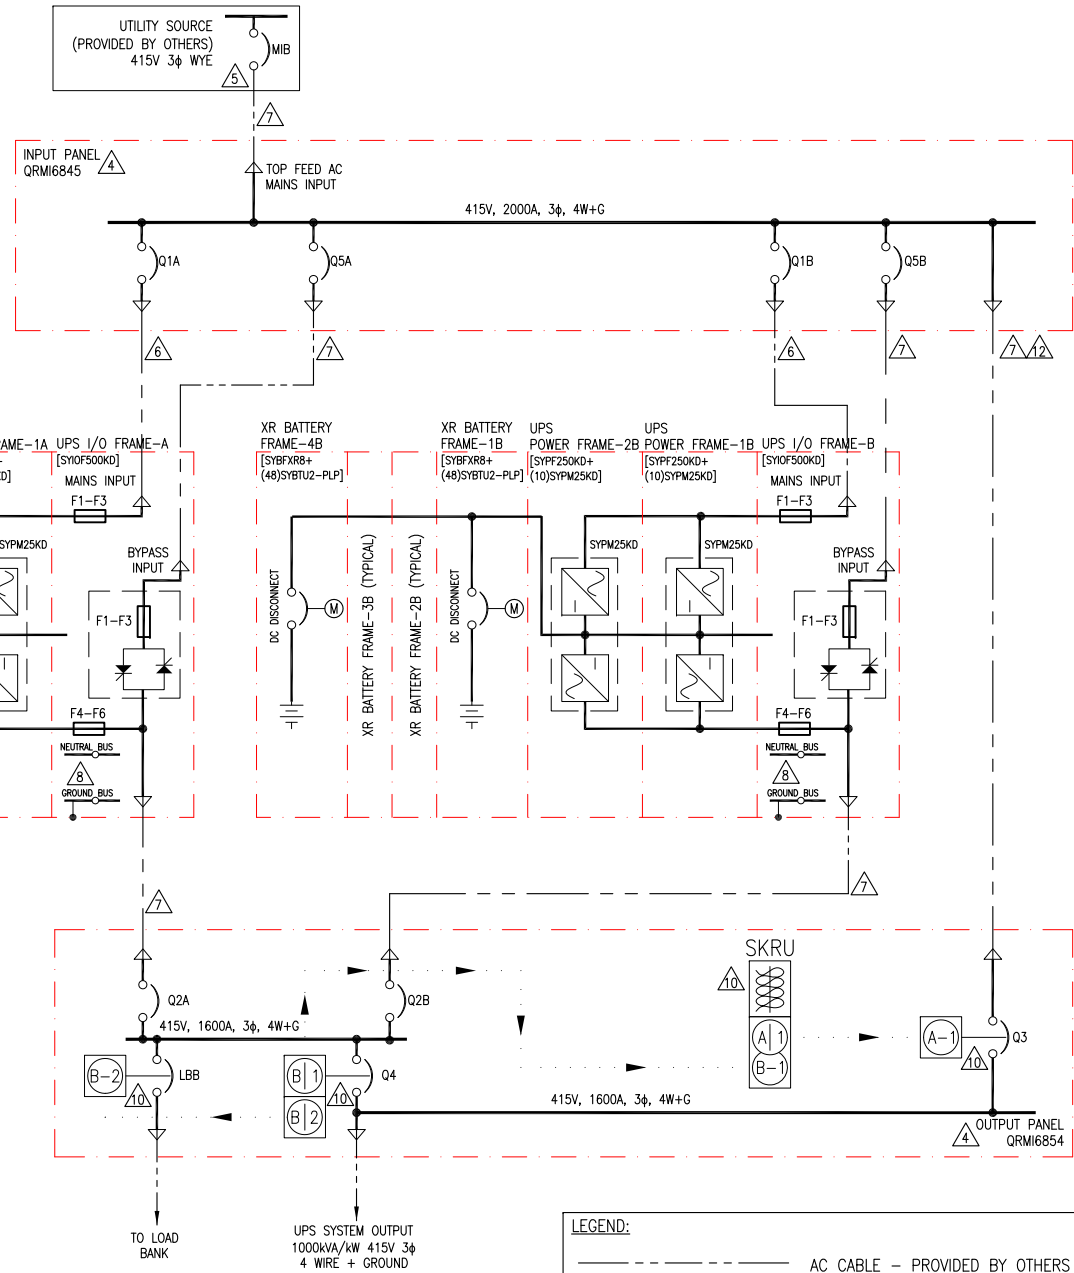 UTILITY SOURCE
(PROVIDED BY OTHERS)
415V 3ϕ WYE
MIB
5
7
INPUT PANEL
QRMI6845
4
TOP FEED AC
MAINS INPUT
415V, 2000A, 3ϕ, 4W+G
Q1A
Q5A
Q1B
Q5B
6
7
6
7
7
12
RAME-1A
KD]
UPS I/O FRAME-A
[SYIOF500KD]
MAINS INPUT
F1-F3
SYPM25KD
BYPASS
INPUT
F1-F3
F4-F6
NEUTRAL BUS
8
GROUND BUS
XR BATTERY
FRAME-4B
[SYBFXR8+
(48)SYBTU2-PLP]
DC DISCONNECT
M
XR BATTERY FRAME-3B (TYPICAL)
XR BATTERY FRAME-2B (TYPICAL)
XR BATTERY
FRAME-1B
[SYBFXR8+
(48)SYBTU2-PLP]
DC DISCONNECT
M
UPS
POWER FRAME-2B
[SYPF250KD+
(10)SYPM25KD]
SYPM25KD
UPS
POWER FRAME-1B
[SYPF250KD+
(10)SYPM25KD]
SYPM25KD
UPS I/O FRAME-B
[SYIOF500KD]
MAINS INPUT
F1-F3
BYPASS
INPUT
F1-F3
F4-F6
NEUTRAL BUS
8
GROUND BUS
7
7
SKRU
10
A 1
B-1
Q2A
Q2B
415V, 1600A, 3ϕ, 4W+G
B-2
LBB
10
B 1
B 2
Q4
10
A-1
Q3
10
415V, 1600A, 3ϕ, 4W+G
4
OUTPUT PANEL
QRMI6854
TO LOAD
BANK
UPS SYSTEM OUTPUT
1000kVA/kW 415V 3ϕ
4 WIRE + GROUND
LEGEND:
AC CABLE - PROVIDED BY OTHERS